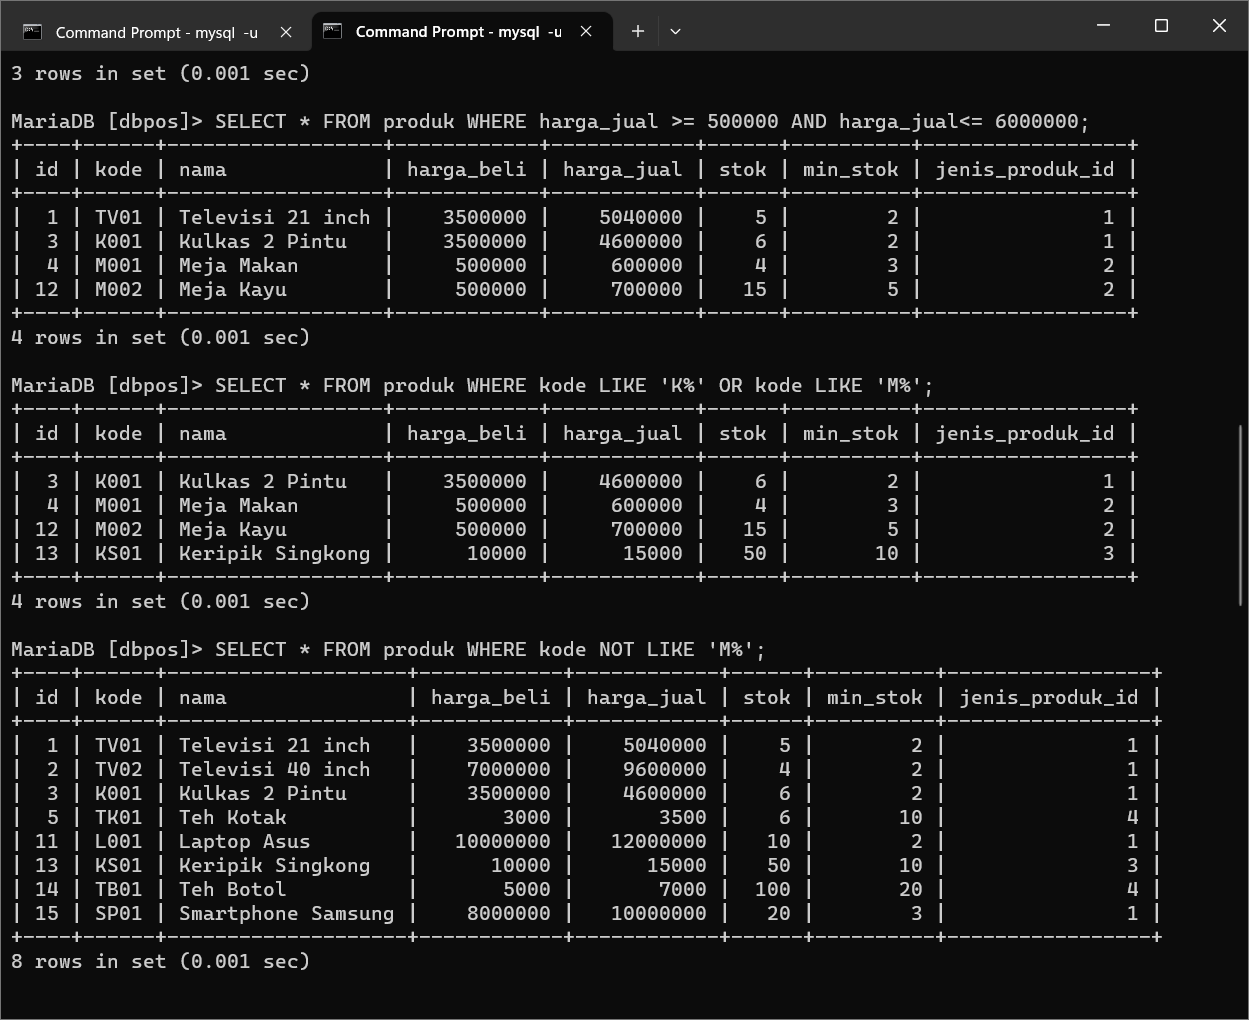 Command Prompt - mysql -u
Command Prompt - mysql -u
3 rows in set (0.001 sec)
MariaDB [dbpos]> SELECT * FROM produk WHERE harga_jual >= 500000 AND harga_jual<= 6000000;
+----+------+------------------+------------+------------+------+----------+-----------------+
| id | kode | nama             | harga_beli | harga_jual | stok | min_stok | jenis_produk_id |
+----+------+------------------+------------+------------+------+----------+-----------------+
|  1 | TV01 | Televisi 21 inch |    3500000 |    5040000 |    5 |        2 |               1 |
|  3 | K001 | Kulkas 2 Pintu   |    3500000 |    4600000 |    6 |        2 |               1 |
|  4 | M001 | Meja Makan       |     500000 |     600000 |    4 |        3 |               2 |
| 12 | M002 | Meja Kayu        |     500000 |     700000 |   15 |        5 |               2 |
+----+------+------------------+------------+------------+------+----------+-----------------+
4 rows in set (0.001 sec)
MariaDB [dbpos]> SELECT * FROM produk WHERE kode LIKE 'K%' OR kode LIKE 'M%';
+----+------+------------------+------------+------------+------+----------+-----------------+
| id | kode | nama             | harga_beli | harga_jual | stok | min_stok | jenis_produk_id |
+----+------+------------------+------------+------------+------+----------+-----------------+
|  3 | K001 | Kulkas 2 Pintu   |    3500000 |    4600000 |    6 |        2 |               1 |
|  4 | M001 | Meja Makan       |     500000 |     600000 |    4 |        3 |               2 |
| 12 | M002 | Meja Kayu        |     500000 |     700000 |   15 |        5 |               2 |
| 13 | KS01 | Keripik Singkong |      10000 |      15000 |   50 |       10 |               3 |
+----+------+------------------+------------+------------+------+----------+-----------------+
4 rows in set (0.001 sec)
MariaDB [dbpos]> SELECT * FROM produk WHERE kode NOT LIKE 'M%';
+----+------+--------------------+------------+------------+------+----------+-----------------+
| id | kode | nama               | harga_beli | harga_jual | stok | min_stok | jenis_produk_id |
+----+------+--------------------+------------+------------+------+----------+-----------------+
|  1 | TV01 | Televisi 21 inch   |    3500000 |    5040000 |    5 |        2 |               1 |
|  2 | TV02 | Televisi 40 inch   |    7000000 |    9600000 |    4 |        2 |               1 |
|  3 | K001 | Kulkas 2 Pintu     |    3500000 |    4600000 |    6 |        2 |               1 |
|  5 | TK01 | Teh Kotak          |       3000 |       3500 |    6 |       10 |               4 |
| 11 | L001 | Laptop Asus        |   10000000 |   12000000 |   10 |        2 |               1 |
| 13 | KS01 | Keripik Singkong   |      10000 |      15000 |   50 |       10 |               3 |
| 14 | TB01 | Teh Botol          |       5000 |       7000 |  100 |       20 |               4 |
| 15 | SP01 | Smartphone Samsung |    8000000 |   10000000 |   20 |        3 |               1 |
+----+------+--------------------+------------+------------+------+----------+-----------------+
8 rows in set (0.001 sec)